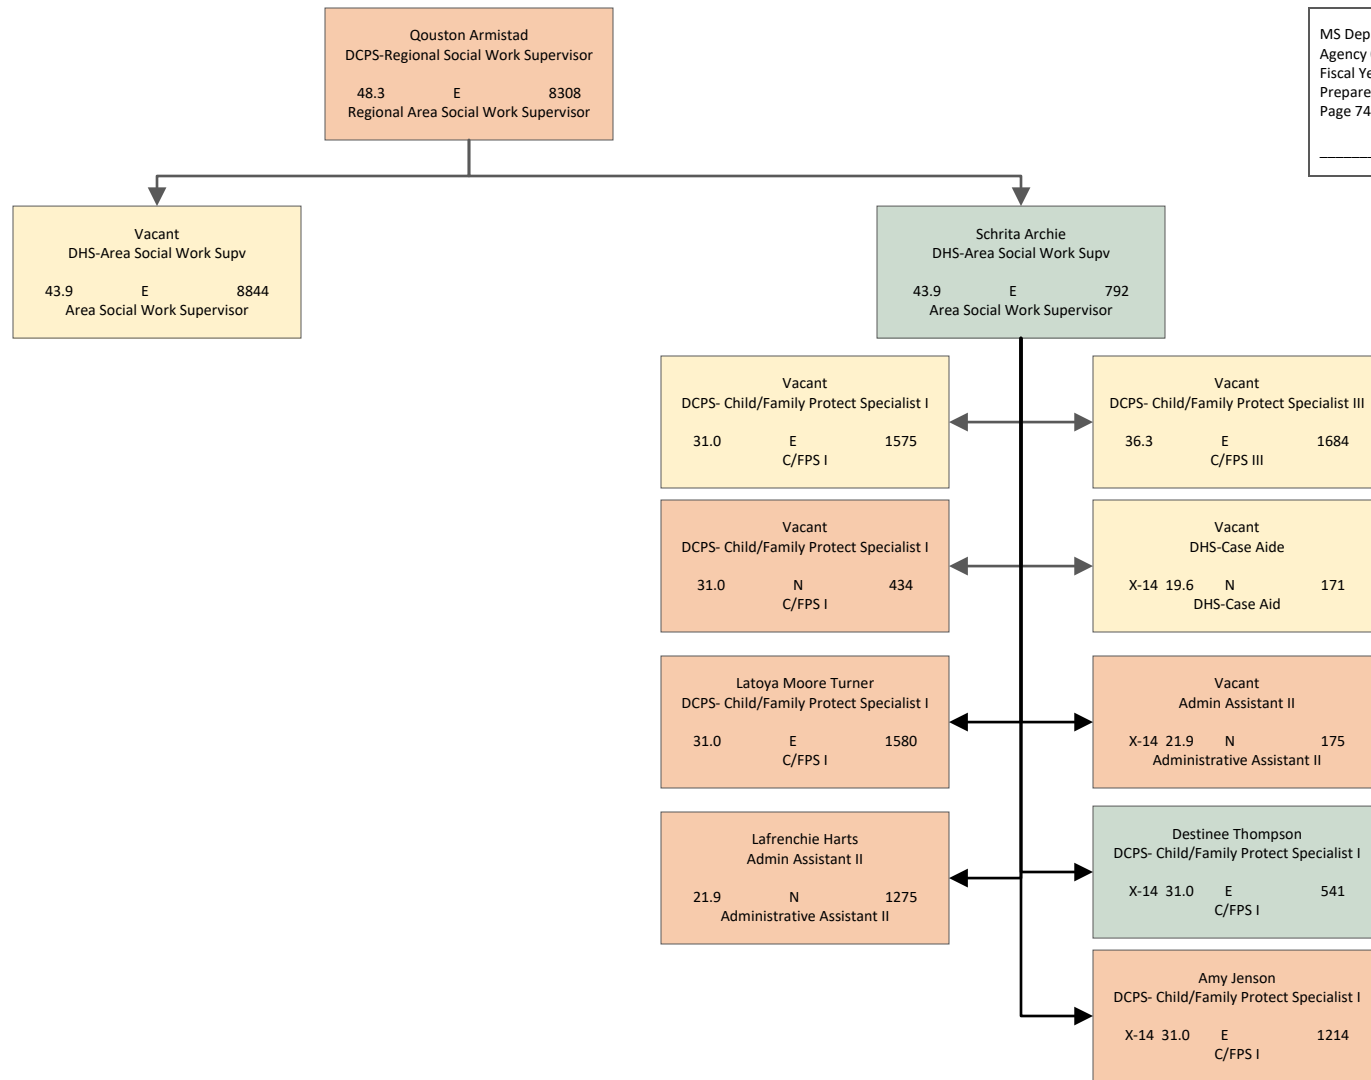 Qouston Armistad
DCPS-Regional Social Work Supervisor
48.3 E 8308
Regional Area Social Work Supervisor
MS Dep
Agency
Fiscal Ye
Prepare
Page 74
Vacant
DHS-Area Social Work Supv
43.9 E 8844
Area Social Work Supervisor
Schrita Archie
DHS-Area Social Work Supv
43.9 E 792
Area Social Work Supervisor
Vacant
DCPS- Child/Family Protect Specialist I
31.0 E 1575
C/FPS I
Vacant
DCPS- Child/Family Protect Specialist III
36.3 E 1684
C/FPS III
Vacant
DCPS- Child/Family Protect Specialist I
31.0 N 434
C/FPS I
Vacant
DHS-Case Aide
X-14 19.6 N 171
DHS-Case Aid
Latoya Moore Turner
DCPS- Child/Family Protect Specialist I
31.0 E 1580
C/FPS I
Vacant
Admin Assistant II
X-14 21.9 N 175
Administrative Assistant II
Lafrenchie Harts
Admin Assistant II
21.9 N 1275
Administrative Assistant II
Destinee Thompson
DCPS- Child/Family Protect Specialist I
X-14 31.0 E 541
C/FPS I
Amy Jenson
DCPS- Child/Family Protect Specialist I
X-14 31.0 E 1214
C/FPS I